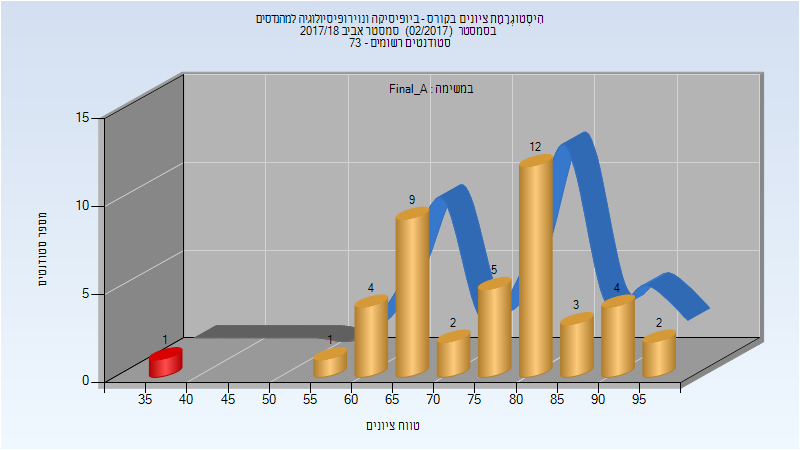 היסטוגרמת ציונים בקורס - ביופיסיקה ונוירופיסיולוגיה למהנדסים
בסמסטר (02/2017) סמסטר אביב 2017/18
סטודנטים רשומים - 73
במשימה : Final_A
מספר סטודנטים
15
10
5
0
1
1
4
9
2
5
12
3
4
2
35 40 45 50 55 60 65 70 75 80 85 90 95
טווח ציונים